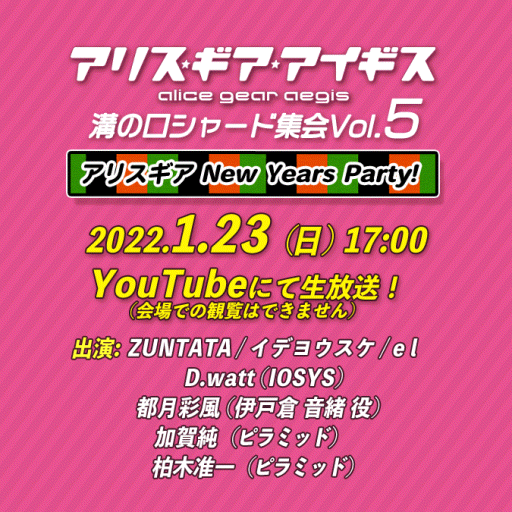 アリス★ギア★アイギス
alice gear aegis
溝の口シャード集会Vol.5
アリスギア New Years Party!
2022.1.23（日）17:00
YouTubeにて生放送！
（会場での観覧はできません）
出演: ZUNTATA / イデヨウスケ / e l
D.watt（IOSYS）
都月彩風（伊戸倉 音緒 役）
加賀純（ピラミッド）
柏木准一（ピラミッド）